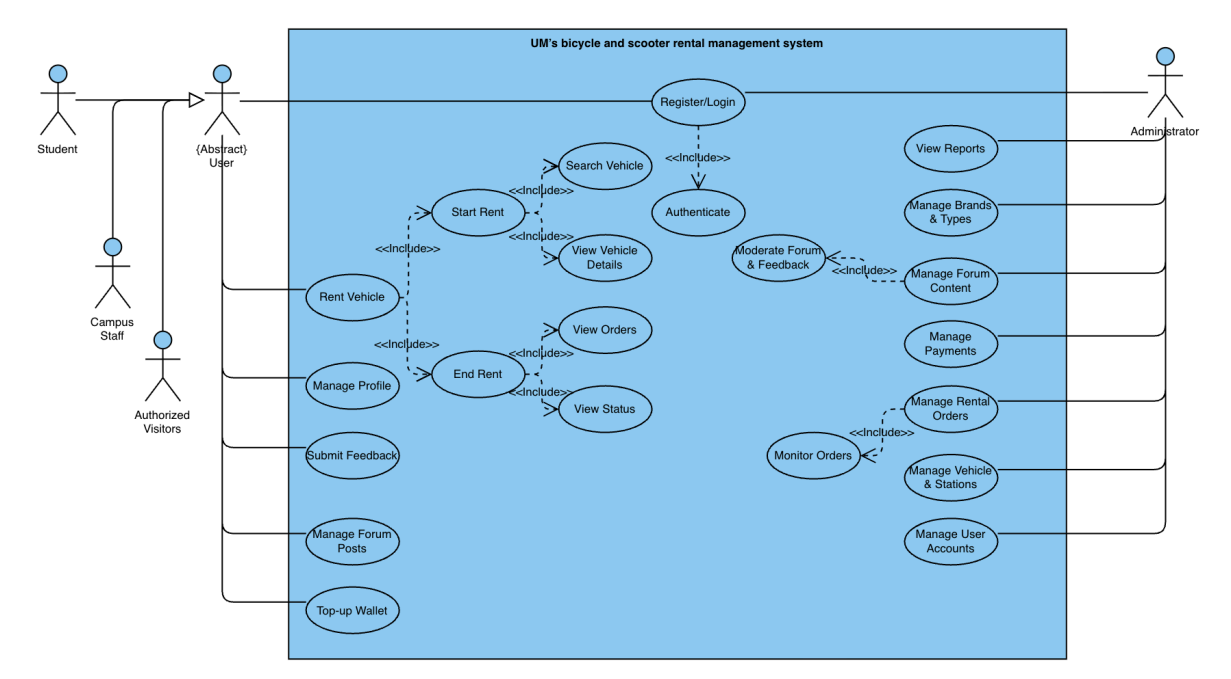 UM's bicycle and scooter rental management system
Student
{Abstract}
User
Campus
Staff
Authorized
Visitors
Administrator
Register/Login
<<Include>>
Authenticate
Search Vehicle
<<Include>>
Start Rent
<<Include>>
View Vehicle
Details
<<Include>>
Rent Vehicle
<<Include>>
View Orders
<<Include>>
End Rent
<<Include>>
View Status
Manage Profile
Submit Feedback
Manage Forum
Posts
Top-up Wallet
View Reports
Manage Brands
& Types
Moderate Forum
& Feedback
<<Include>>
Manage Forum
Content
Manage
Payments
Manage Rental
Orders
<<Include>>
Monitor Orders
Manage Vehicle
& Stations
Manage User
Accounts